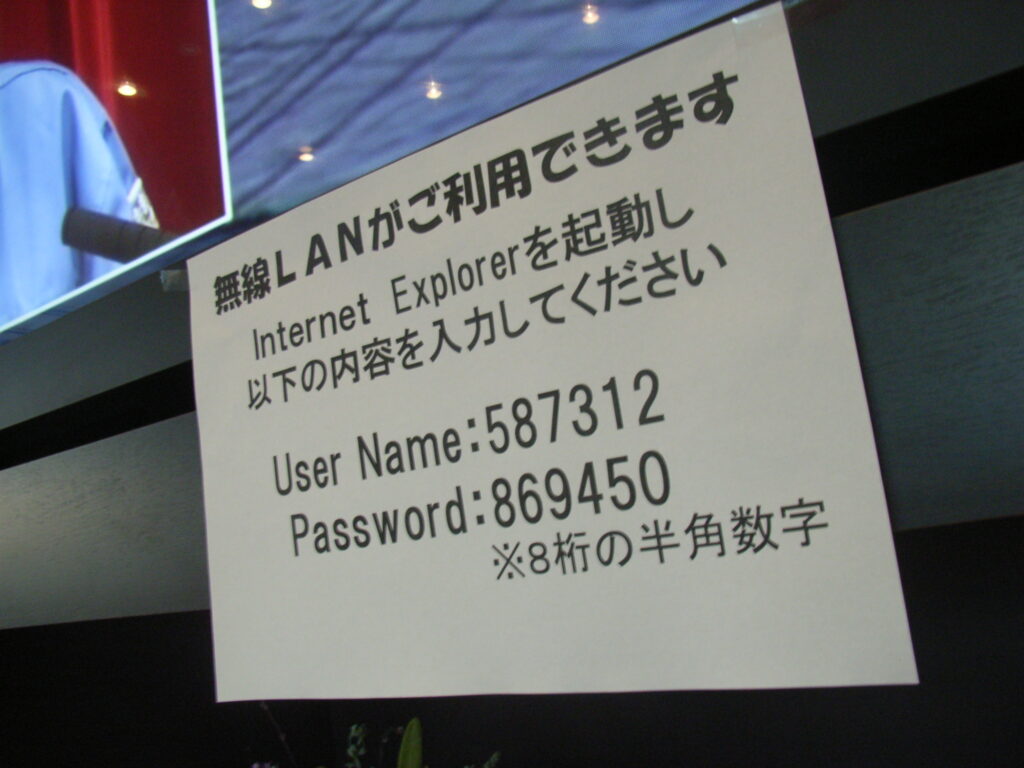 無線LANがご利用できます
Internet Explorerを起動し
以下の内容を入力してください
User Name:587312
Password:869450
※8桁の半角数字